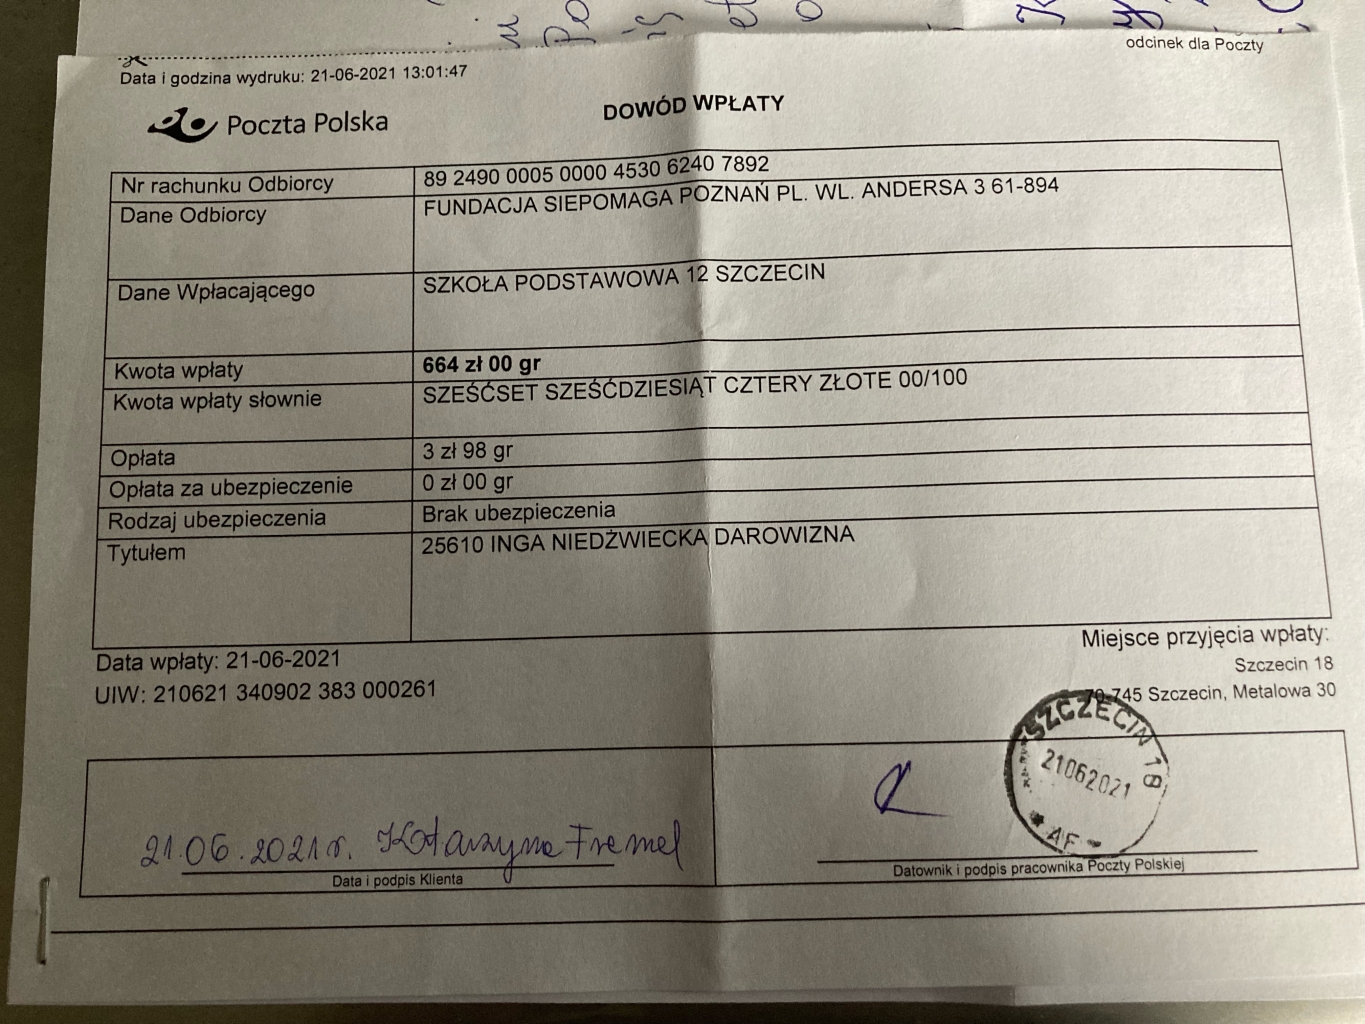 odcinek dla Poczty
Data i godzina wydruku: 21-06-2021 13:01:47
Poczta Polska
DOWÓD WPŁATY
Nr rachunku Odbiorcy 89 2490 0005 0000 4530 6240 7892
Dane Odbiorcy FUNDACJA SIEPOMAGA POZNAŃ PL. WL. ANDERSA 3 61-894
Dane Wpłacającego SZKOŁA PODSTAWOWA 12 SZCZECIN
Kwota wpłaty 664 zł 00 gr
Kwota wpłaty słownie SZEŚĆSET SZEŚĆDZIESIĄT CZTERY ZŁOTE 00/100
Opłata 3 zł 98 gr
Opłata za ubezpieczenie 0 zł 00 gr
Rodzaj ubezpieczenia Brak ubezpieczenia
Tytułem 25610 INGA NIEDŹWIECKA DAROWIZNA
Data wpłaty: 21-06-2021
UIW: 210621 340902 383 000261
Miejsce przyjęcia wpłaty:
Szczecin 18
70-745 Szczecin, Metalowa 30
SZCZECIN 18
21062021
* AF
21.06.2021r. Katarzyna Fremel
Data i podpis Klienta
Datownik i podpis pracownika Poczty Polskiej